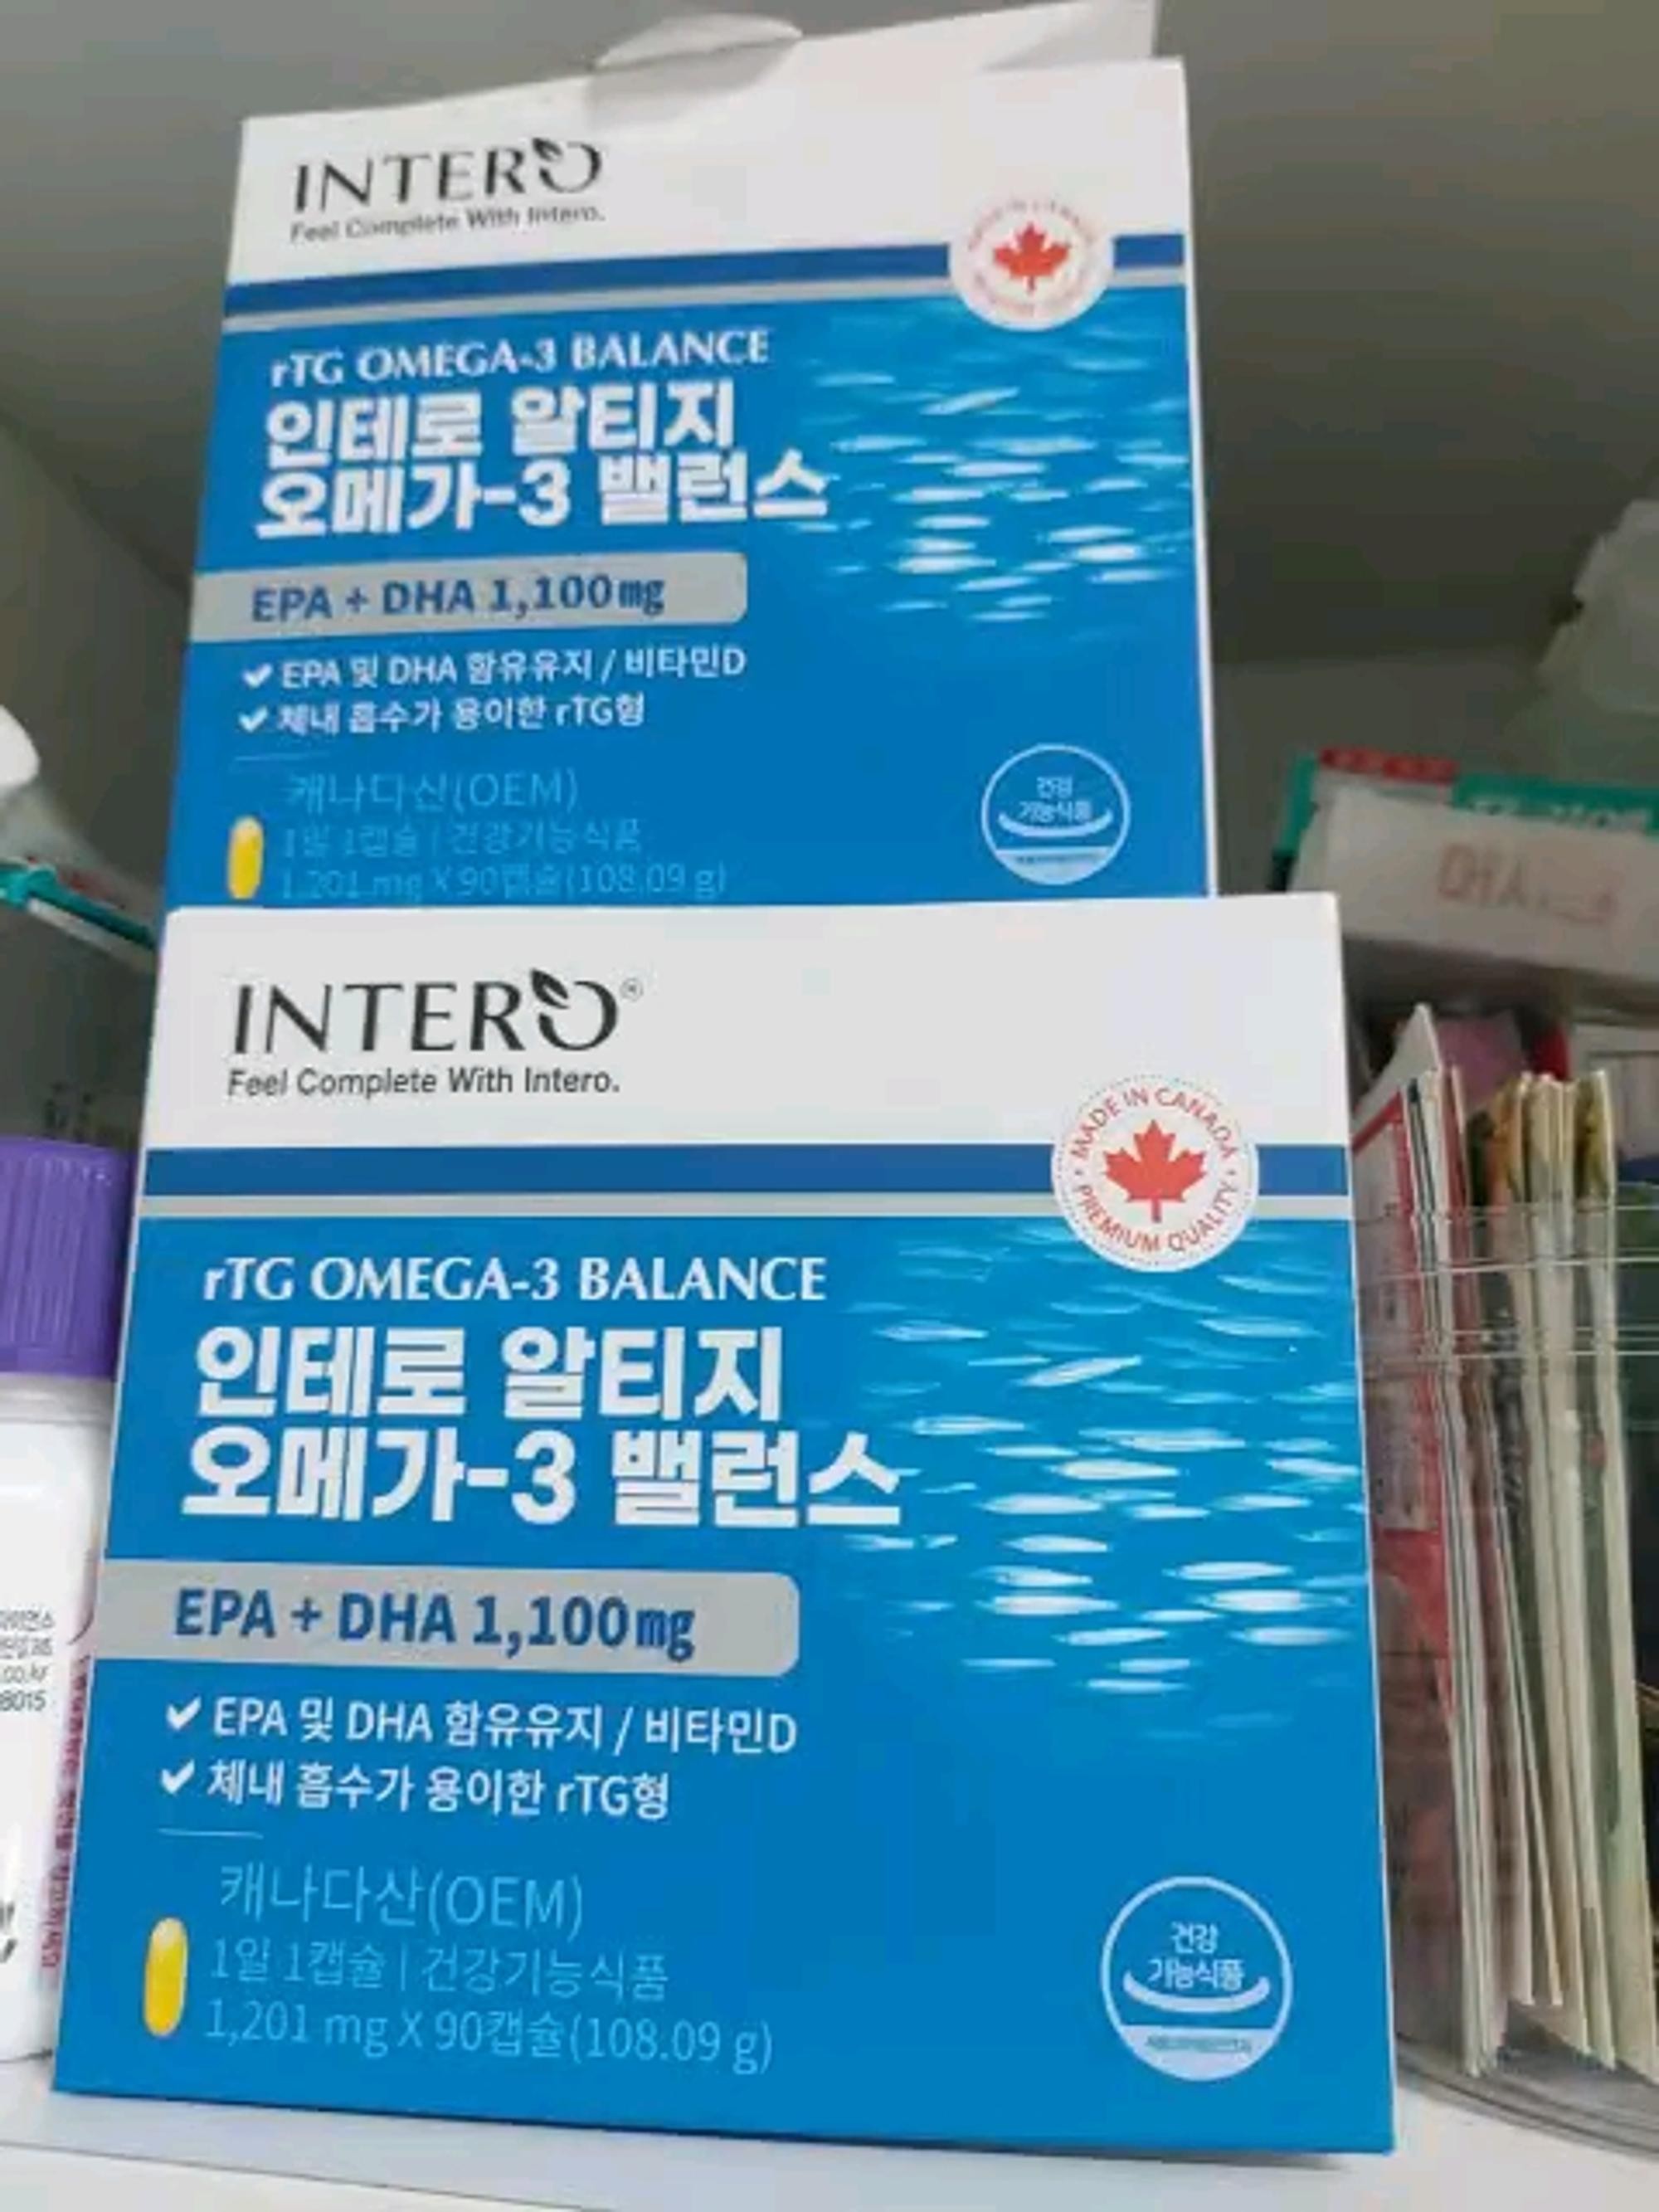 INTERO
Feel Complete With Intero.
MADE IN CANADA
rTG OMEGA-3 BALANCE
인테로 알티지
오메가-3 밸런스
EPA + DHA 1,100㎎
EPA 및 DHA 함유유지 / 비타민D
체내 흡수가 용이한 rTG형
캐나다산(OEM)
1일 1캡슐 | 건강기능식품
1,201 mg X 90캡슐(108.09 g)
건강
기능식품
INTERO®
Feel Complete With Intero.
MADE IN CANADA
PREMIUM QUALITY
rTG OMEGA-3 BALANCE
인테로 알티지
오메가-3 밸런스
EPA + DHA 1,100㎎
EPA 및 DHA 함유유지 / 비타민D
체내 흡수가 용이한 rTG형
캐나다산(OEM)
1일 1캡슐 | 건강기능식품
1,201 mg X 90캡슐(108.09 g)
건강
기능식품
.co.kr
8015